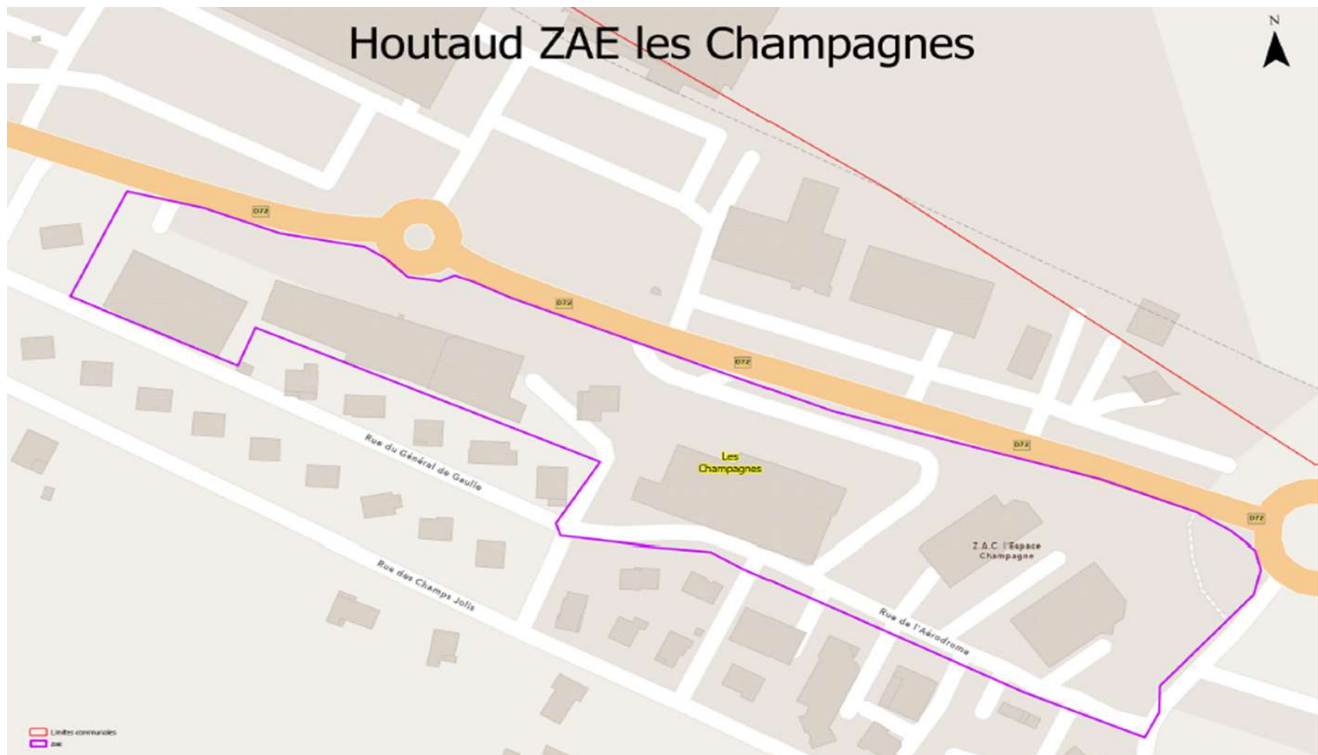 Houtaud ZAE les Champagnes
N
D72
D72
D72
D72
D72
Les
Champagnes
Rue du Général de Gaulle
Z.A.C. l'Espace
Champagne
Rue des Champs Jolis
Rue de l'Aérodrome
Limites communales
ZAE